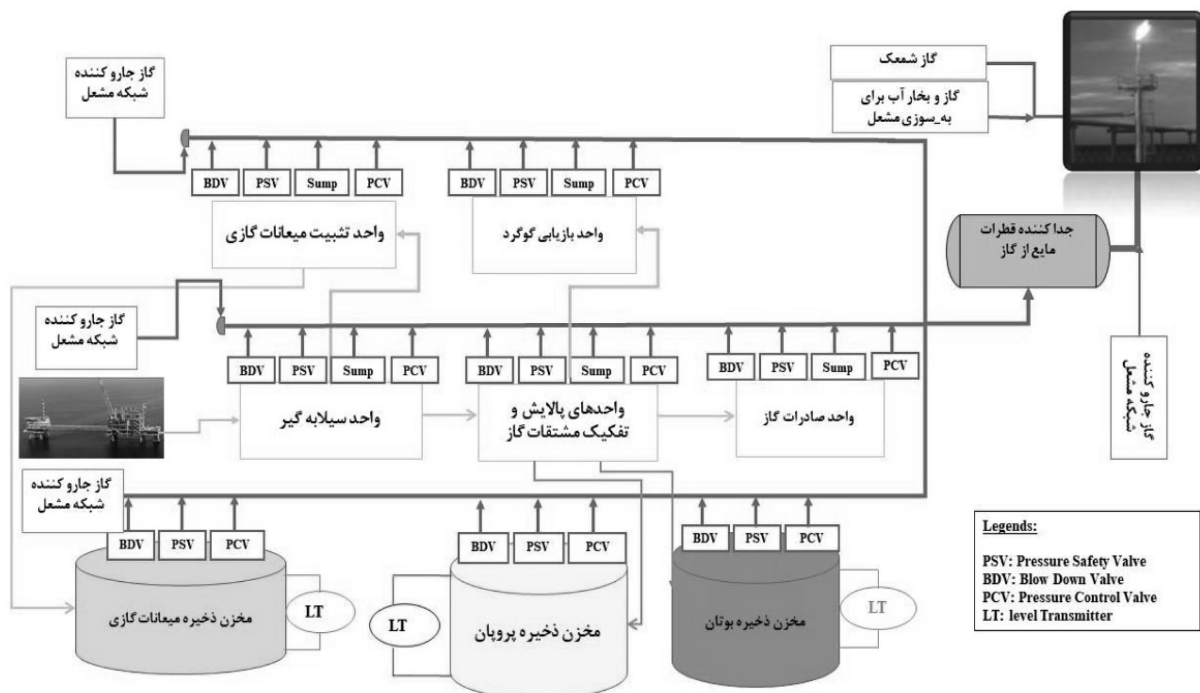 گاز جارو کننده
شبکه مشعل
گاز شمعک
گاز و بخار آب برای
به_سوزی مشعل
BDV
PSV
Sump
PCV
BDV
PSV
Sump
PCV
واحد تثبیت میعانات گازی
واحد بازیابی گوگرد
جدا کننده قطرات
مایع از گاز
گاز جارو کننده
شبکه مشعل
BDV
PSV
Sump
PCV
BDV
PSV
Sump
PCV
BDV
PSV
Sump
PCV
واحد سیلابه گیر
واحدهای پالایش و
تفکیک مشتقات گاز
واحد صادرات گاز
گاز جارو کننده
شبکه مشعل
گاز جارو کننده
شبکه مشعل
BDV
PSV
PCV
BDV
PSV
PCV
BDV
PSV
PCV
مخزن ذخیره میعانات گازی
LT
LT
مخزن ذخیره پروپان
مخزن ذخیره بوتان
LT
Legends:
PSV: Pressure Safety Valve
BDV: Blow Down Valve
PCV: Pressure Control Valve
LT: level Transmitter